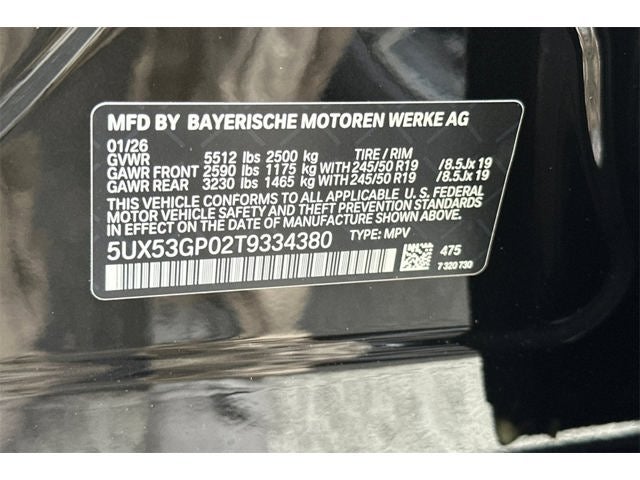 MFD BY BAYERISCHE MOTOREN WERKE AG
01/26
GVWR 5512 lbs 2500 kg TIRE / RIM
GAWR FRONT 2590 lbs 1175 kg WITH 245/50 R19 /8.5Jx 19
GAWR REAR 3230 lbs 1465 kg WITH 245/50 R19 /8.5Jx 19
THIS VEHICLE CONFORMS TO ALL APPLICABLE U. S. FEDERAL
MOTOR VEHICLE SAFETY AND THEFT PREVENTION STANDARDS
IN EFFECT ON THE DATE OF MANUFACTURE SHOWN ABOVE.
5UX53GP02T9334380 TYPE: MPV 475
7 320 730